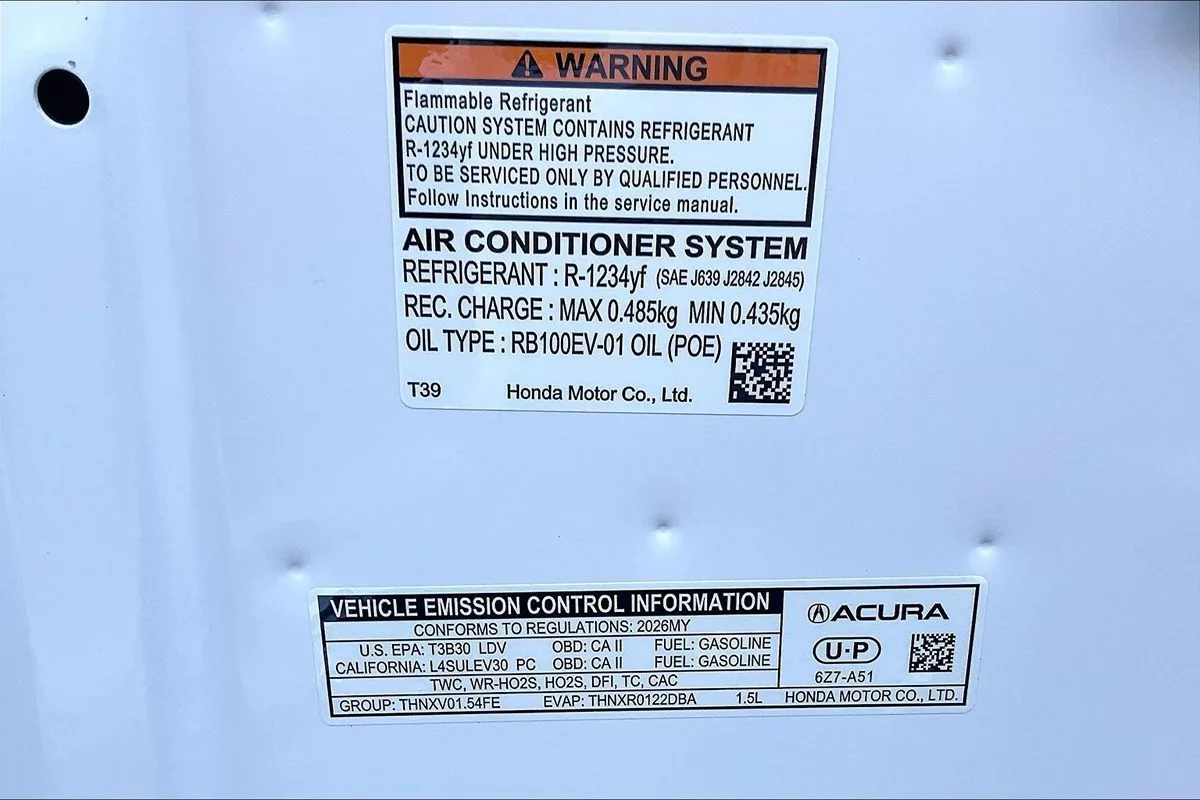 WARNING
Flammable Refrigerant
CAUTION SYSTEM CONTAINS REFRIGERANT
R-1234yf UNDER HIGH PRESSURE.
TO BE SERVICED ONLY BY QUALIFIED PERSONNEL.
Follow Instructions in the service manual.
AIR CONDITIONER SYSTEM
REFRIGERANT : R-1234yf (SAE J639 J2842 J2845)
REC. CHARGE : MAX 0.485kg MIN 0.435kg
OIL TYPE : RB100EV-01 OIL (POE)
T39 Honda Motor Co., Ltd.
VEHICLE EMISSION CONTROL INFORMATION
CONFORMS TO REGULATIONS: 2026MY
U.S. EPA: T3B30 LDV OBD: CA II FUEL: GASOLINE
CALIFORNIA: L4SULEV30 PC OBD: CA II FUEL: GASOLINE
TWC, WR-HO2S, HO2S, DFI, TC, CAC
GROUP: THNXV01.54FE EVAP: THNXR0122DBA 1.5L
ACURA
U·P
6Z7-A51
HONDA MOTOR CO., LTD.